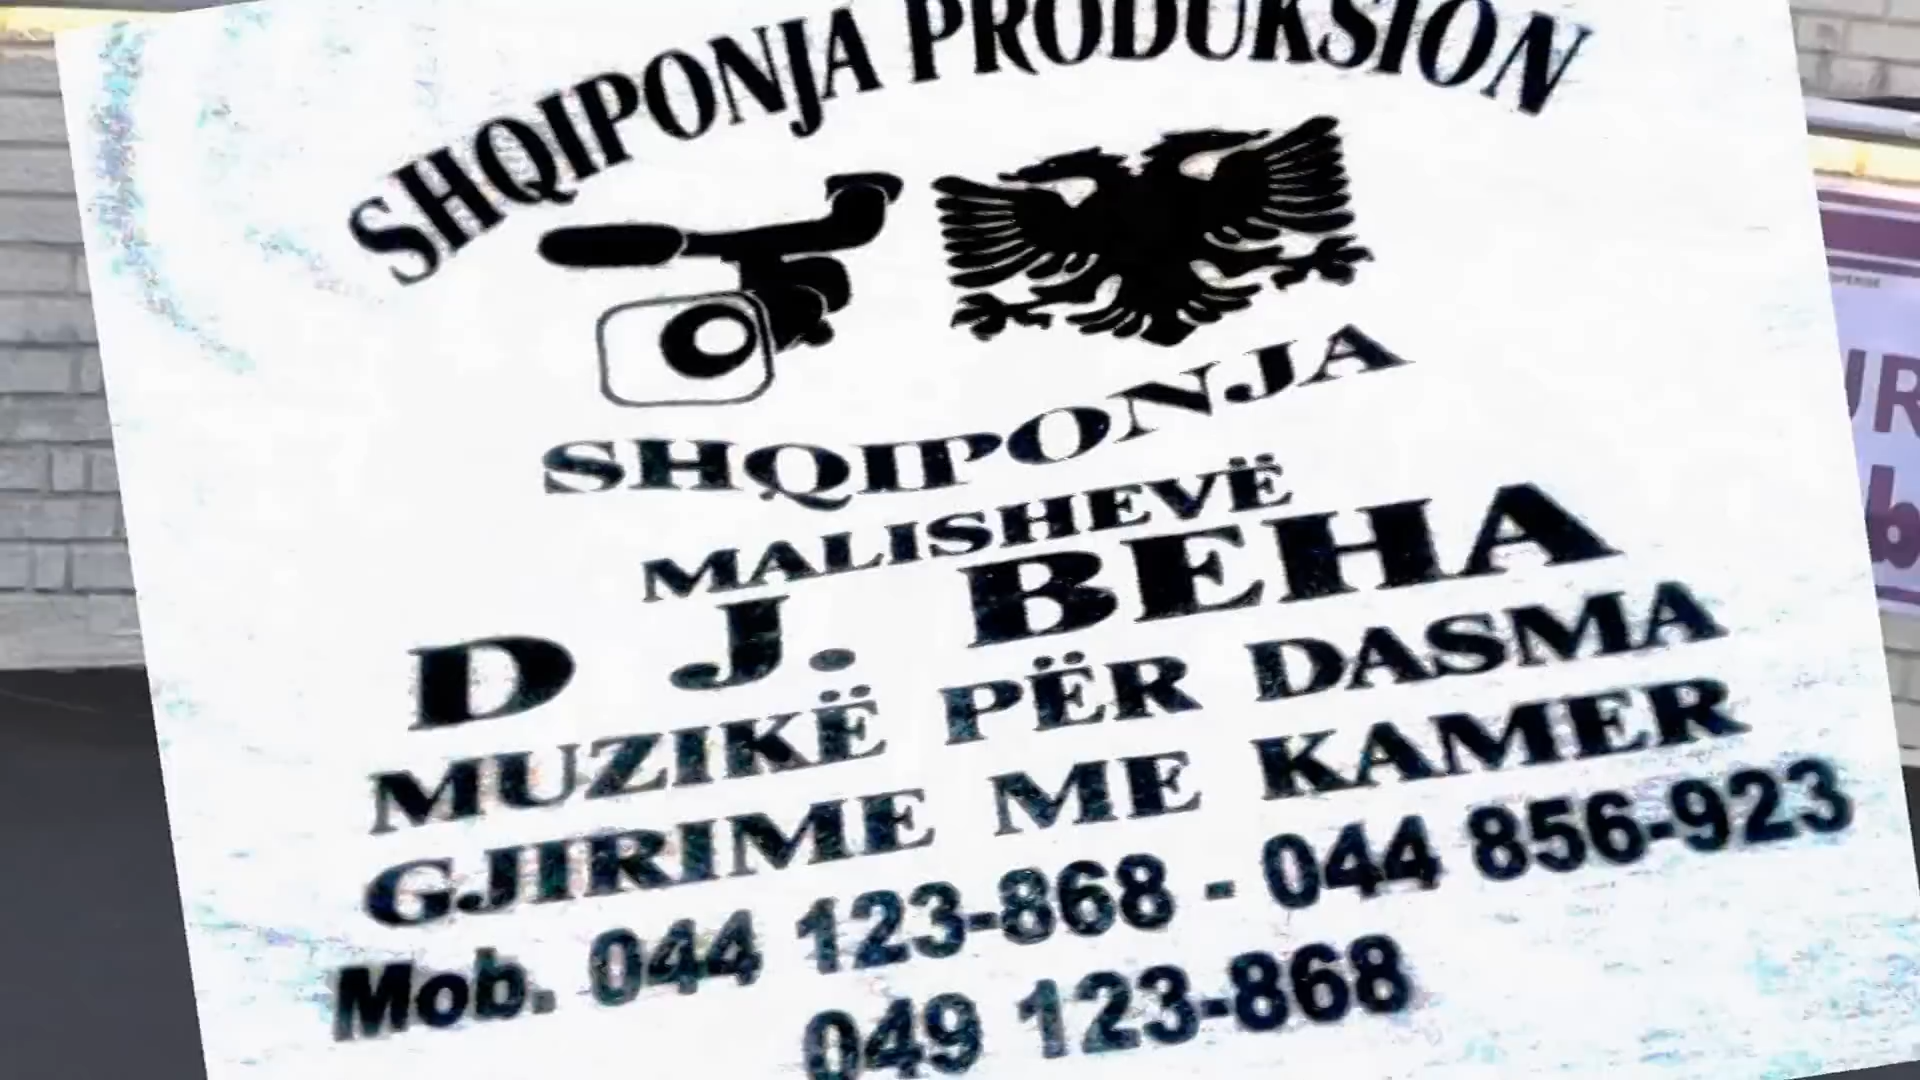 SHQIPONJA PRODUKSION
SHQIPONJA
MALISHEVË
D J. BEHA
MUZIKË PËR DASMA
GJIRIME ME KAMER
Mob. 044 123-868 - 044 856-923
049 123-868